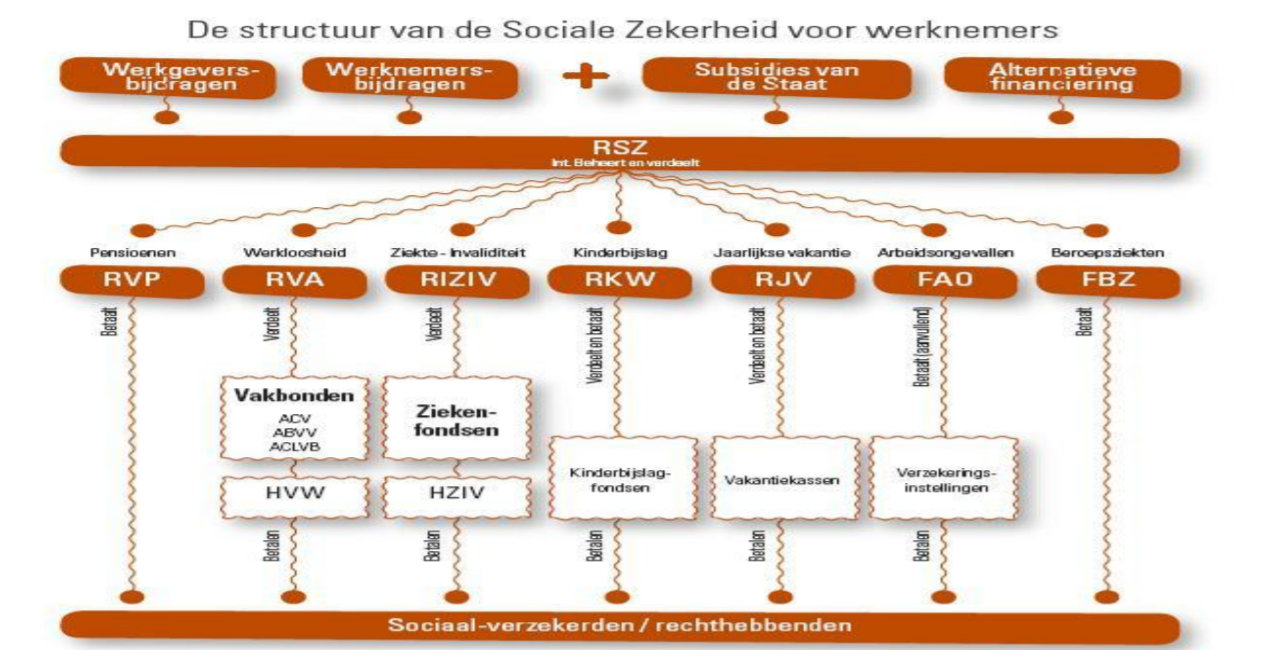 De structuur van de Sociale Zekerheid voor werknemers
Werkgevers-
bijdragen
Werknemers-
bijdragen
+
Subsidies van
de Staat
Alternatieve
financiering
RSZ
Int. Beheert en verdeelt
Pensioenen
Werkloosheid
Ziekte - Invaliditeit
Kinderbijslag
Jaarlijkse vakantie
Arbeidsongevallen
Beroepsziekten
RVP
RVA
RIZIV
RKW
RJV
FAO
FBZ
Betaalt
Verdeelt
Verdeelt
Verdeelt en betaalt
Verdeelt en betaalt
Betaalt (aanvullend)
Betaalt
Vakbonden
ACV
ABVV
ACLVB
Zieken-
fondsen
Kinderbijslag-
fondsen
Vakantiekassen
Verzekerings-
instellingen
HVW
HZIV
Betalen
Betalen
Betalen
Betalen
Betalen
Sociaal-verzekerden / rechthebbenden